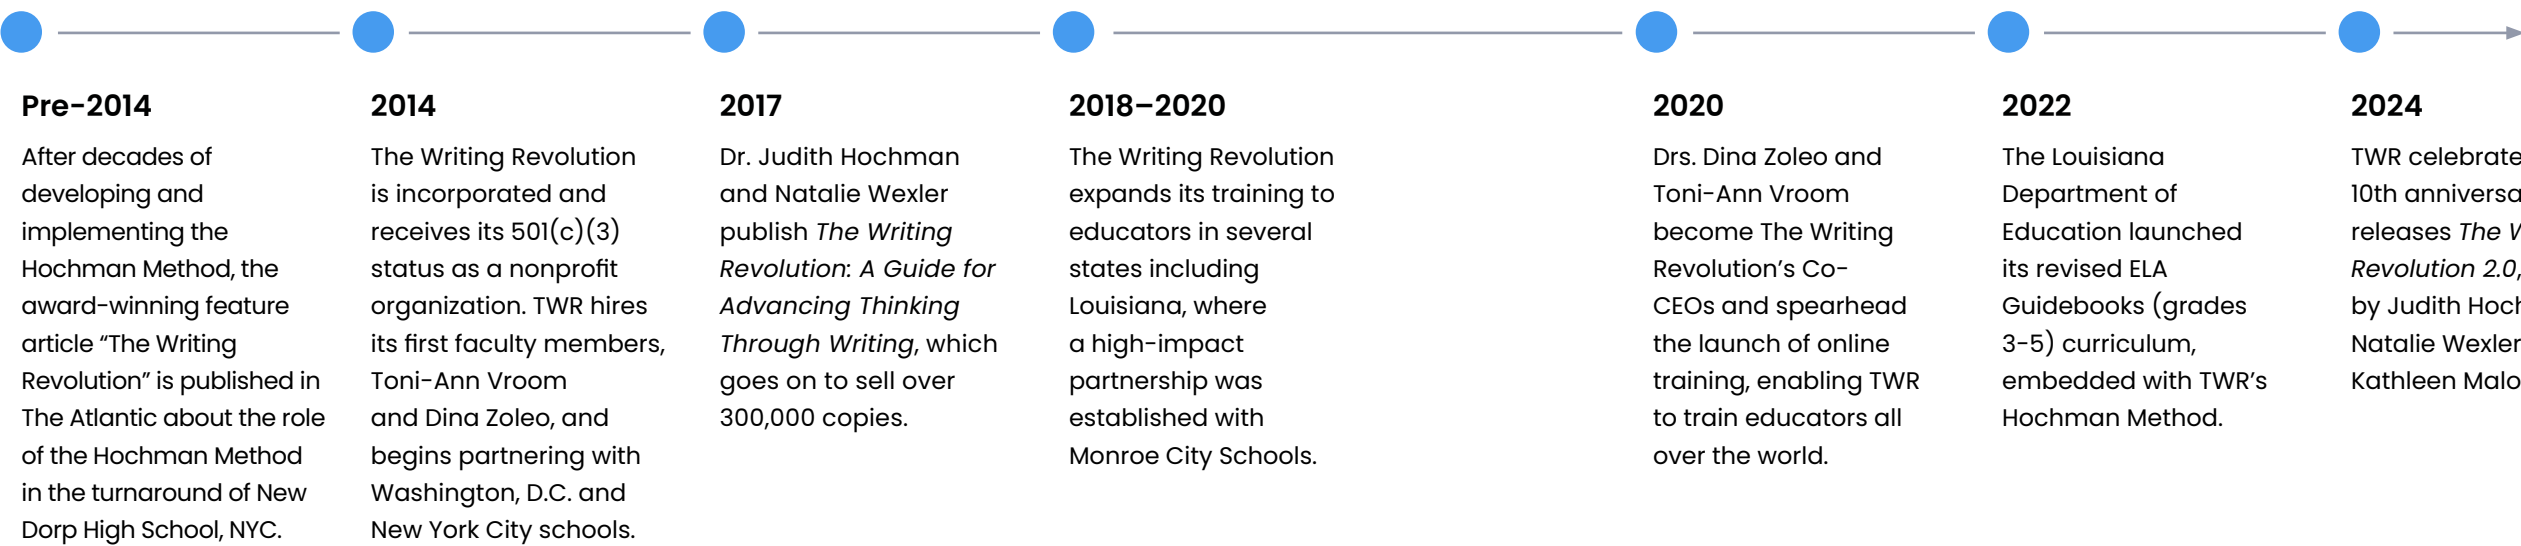 Pre-2014
After decades of
developing and
implementing the
Hochman Method, the
award-winning feature
article “The Writing
Revolution” is published in
The Atlantic about the role
of the Hochman Method
in the turnaround of New
Dorp High School, NYC.
2014
The Writing Revolution
is incorporated and
receives its 501(c)(3)
status as a nonprofit
organization. TWR hires
its first faculty members,
Toni-Ann Vroom
and Dina Zoleo, and
begins partnering with
Washington, D.C. and
New York City schools.
2017
Dr. Judith Hochman
and Natalie Wexler
publish The Writing
Revolution: A Guide for
Advancing Thinking
Through Writing, which
goes on to sell over
300,000 copies.
2018–2020
The Writing Revolution
expands its training to
educators in several
states including
Louisiana, where
a high-impact
partnership was
established with
Monroe City Schools.
2020
Drs. Dina Zoleo and
Toni-Ann Vroom
become The Writing
Revolution’s Co-
CEOs and spearhead
the launch of online
training, enabling TWR
to train educators all
over the world.
2022
The Louisiana
Department of
Education launched
its revised ELA
Guidebooks (grades
3-5) curriculum,
embedded with TWR’s
Hochman Method.
2024
TWR celebrate
10th
releases The
Revolution 2.0,
by Judith
Natalie Wexler
Kathleen